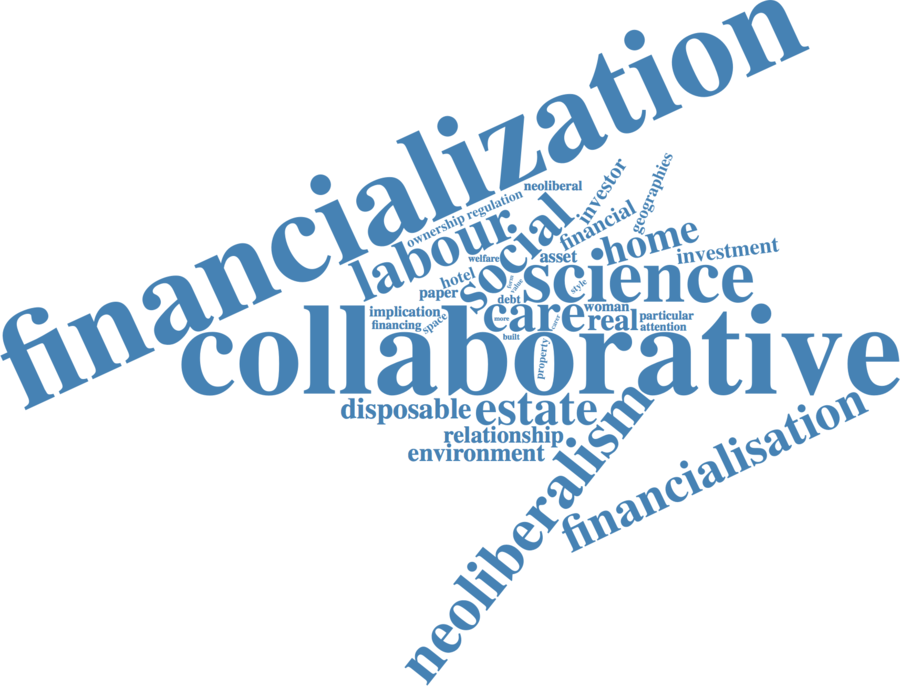 financialization
neoliberal
investor
geographies
ownership regulation
labour
social
financial
home
investment
welfare
asset
hotel
science
style
value
paper
debt
implication
space
more
care
woman
real
particular
financing
attention
built
collaborative
property
disposable
estate
relationship
environment
neoliberalism
financialisation